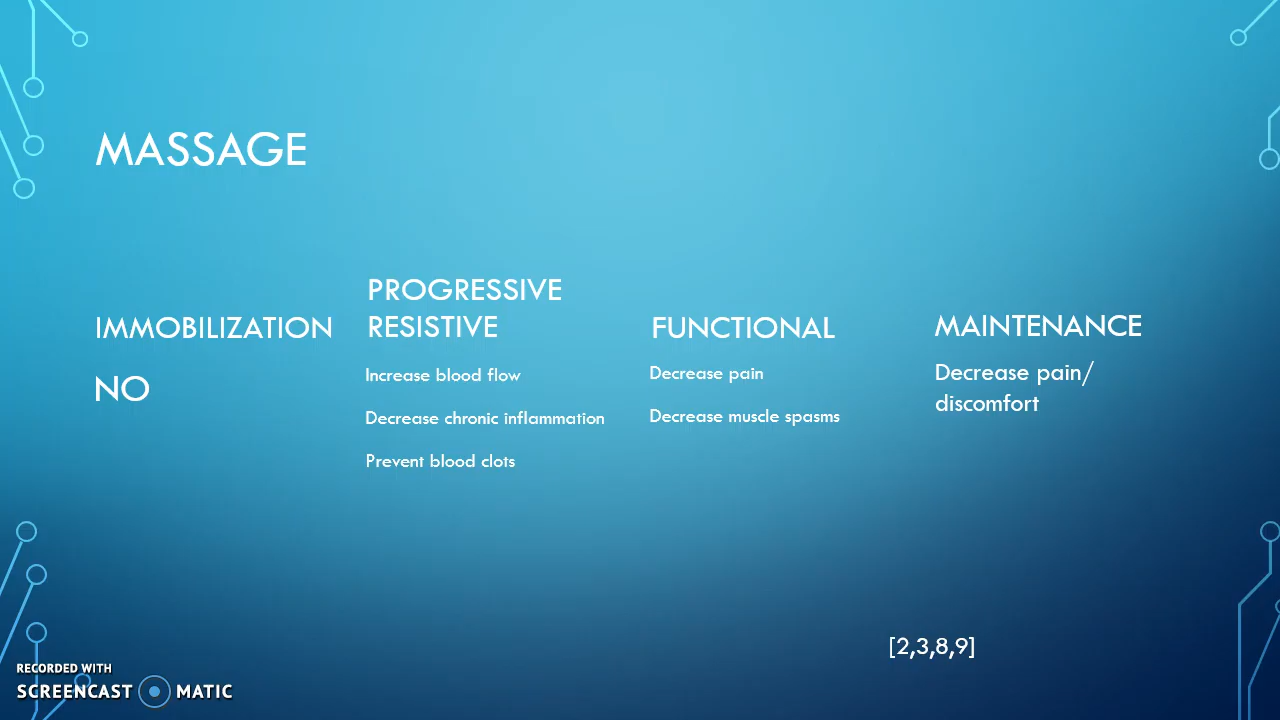 MASSAGE
IMMOBILIZATION
NO
PROGRESSIVE
RESISTIVE
Increase blood flow
Decrease chronic inflammation
Prevent blood clots
FUNCTIONAL
Decrease pain
Decrease muscle spasms
MAINTENANCE
Decrease pain/
discomfort
[2,3,8,9]
RECORDED WITH
SCREENCAST MATIC